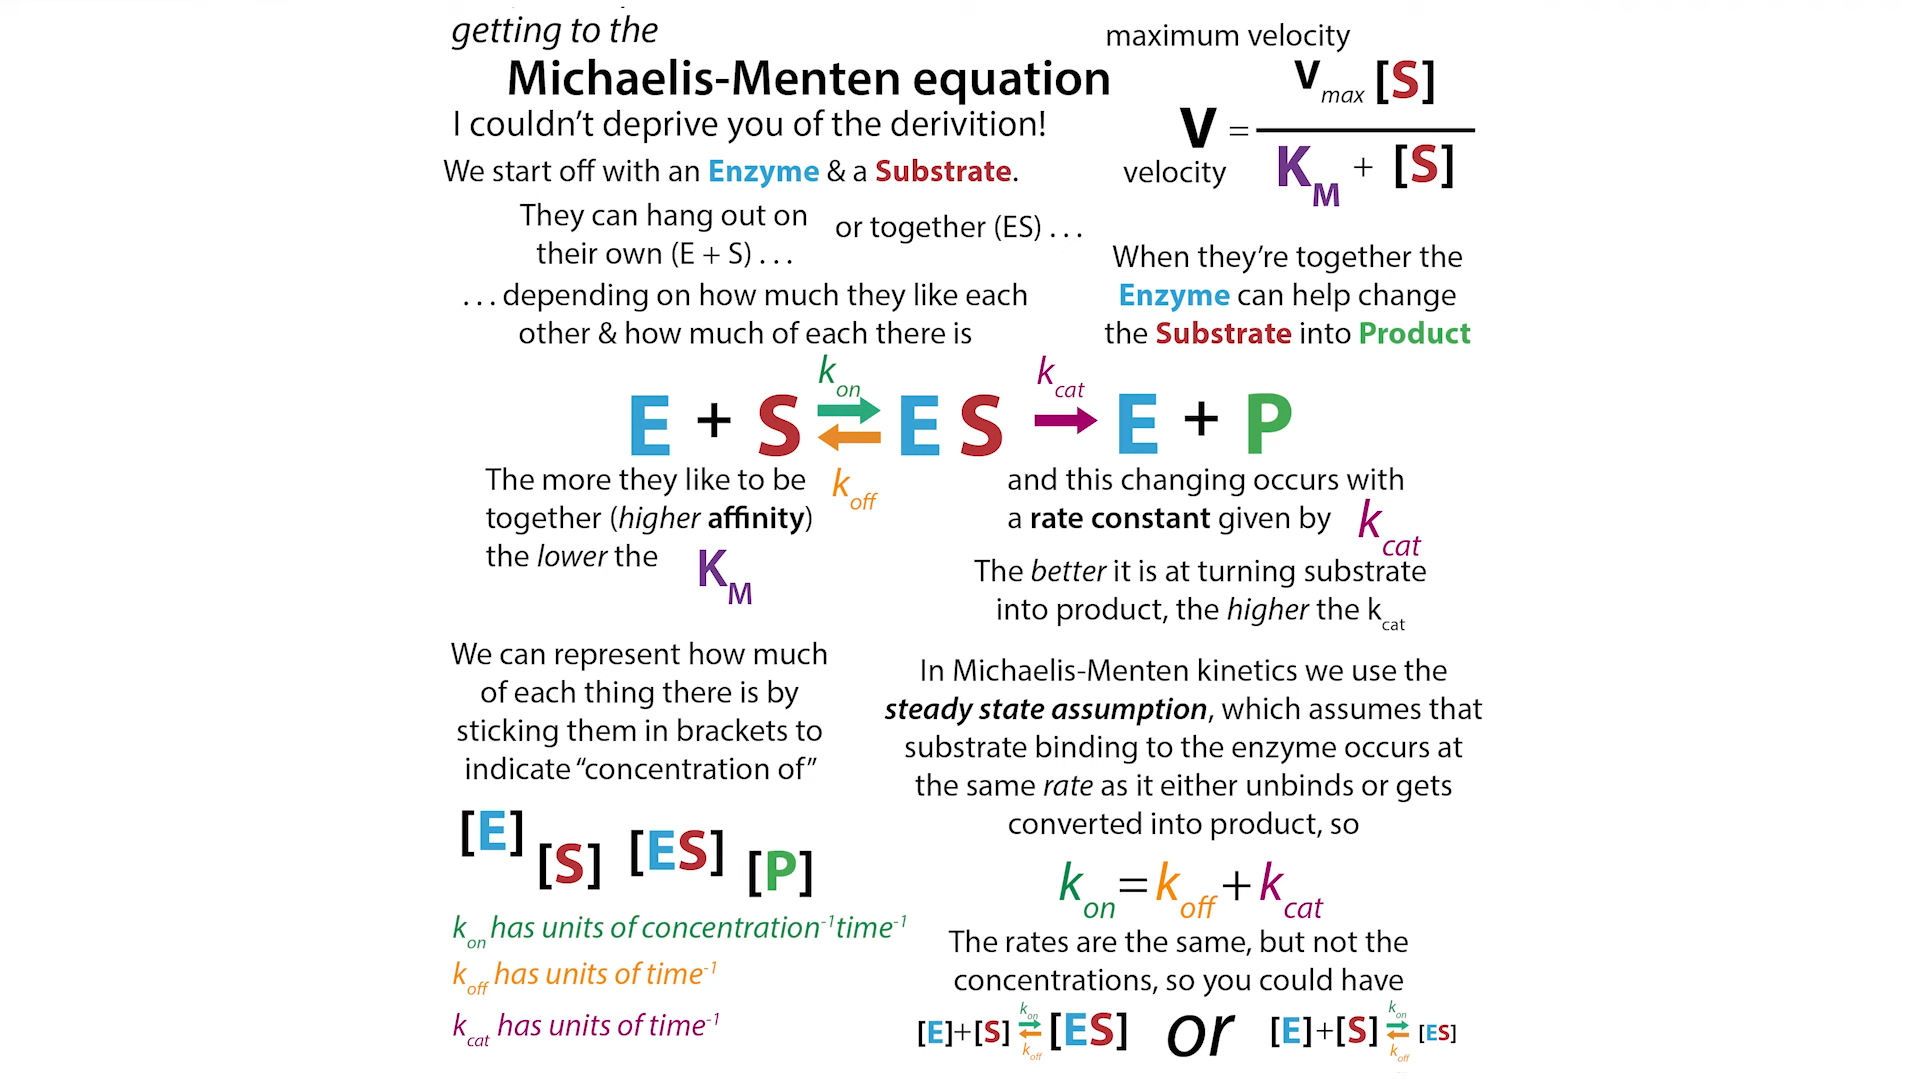 getting to the
Michaelis-Menten equation
I couldn't deprive you of the derivition!
We start off with an Enzyme & a Substrate.
They can hang out on
their own (E + S) . . .
or together (ES) . . .
. . . depending on how much they like each
other & how much of each there is
maximum velocity
V = Vmax [S]
KM + [S]
velocity
When they're together the
Enzyme can help change
the Substrate into Product
kon
kcat
E + S ES E + P
koff
The more they like to be
together (higher affinity)
the lower the KM
and this changing occurs with
a rate constant given by kcat
The better it is at turning substrate
into product, the higher the kcat
We can represent how much
of each thing there is by
sticking them in brackets to
indicate “concentration of”
[E] [S] [ES] [P]
kon has units of concentration-1time-1
koff has units of time-1
kcat has units of time-1
In Michaelis-Menten kinetics we use the
steady state assumption, which assumes that
substrate binding to the enzyme occurs at
the same rate as it either unbinds or gets
converted into product, so
kon=koff+kcat
The rates are the same, but not the
concentrations, so you could have
kon kon
[E]+[S] [ES] or [E]+[S] [ES]
koff koff